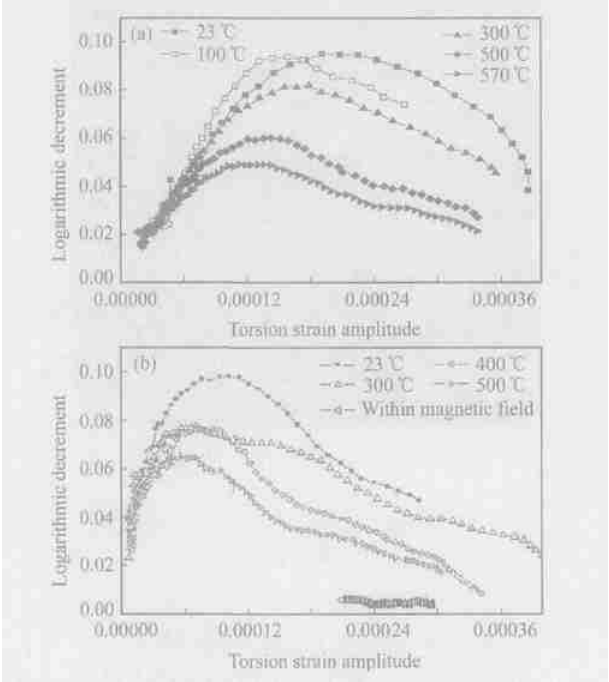 (a)
23 ℃
100 ℃
300 ℃
500 ℃
570 ℃
0.10
0.08
0.06
0.04
0.02
0.00
Logarithmic decrement
0.00000 0.00012 0.00024 0.00036
Torsion strain amplitude
(b)
23 ℃
400 ℃
300 ℃
500 ℃
Within magnetic field
0.10
0.08
0.06
0.04
0.02
0.00
Logarithmic decrement
0.00000 0.00012 0.00024 0.00036
Torsion strain amplitude